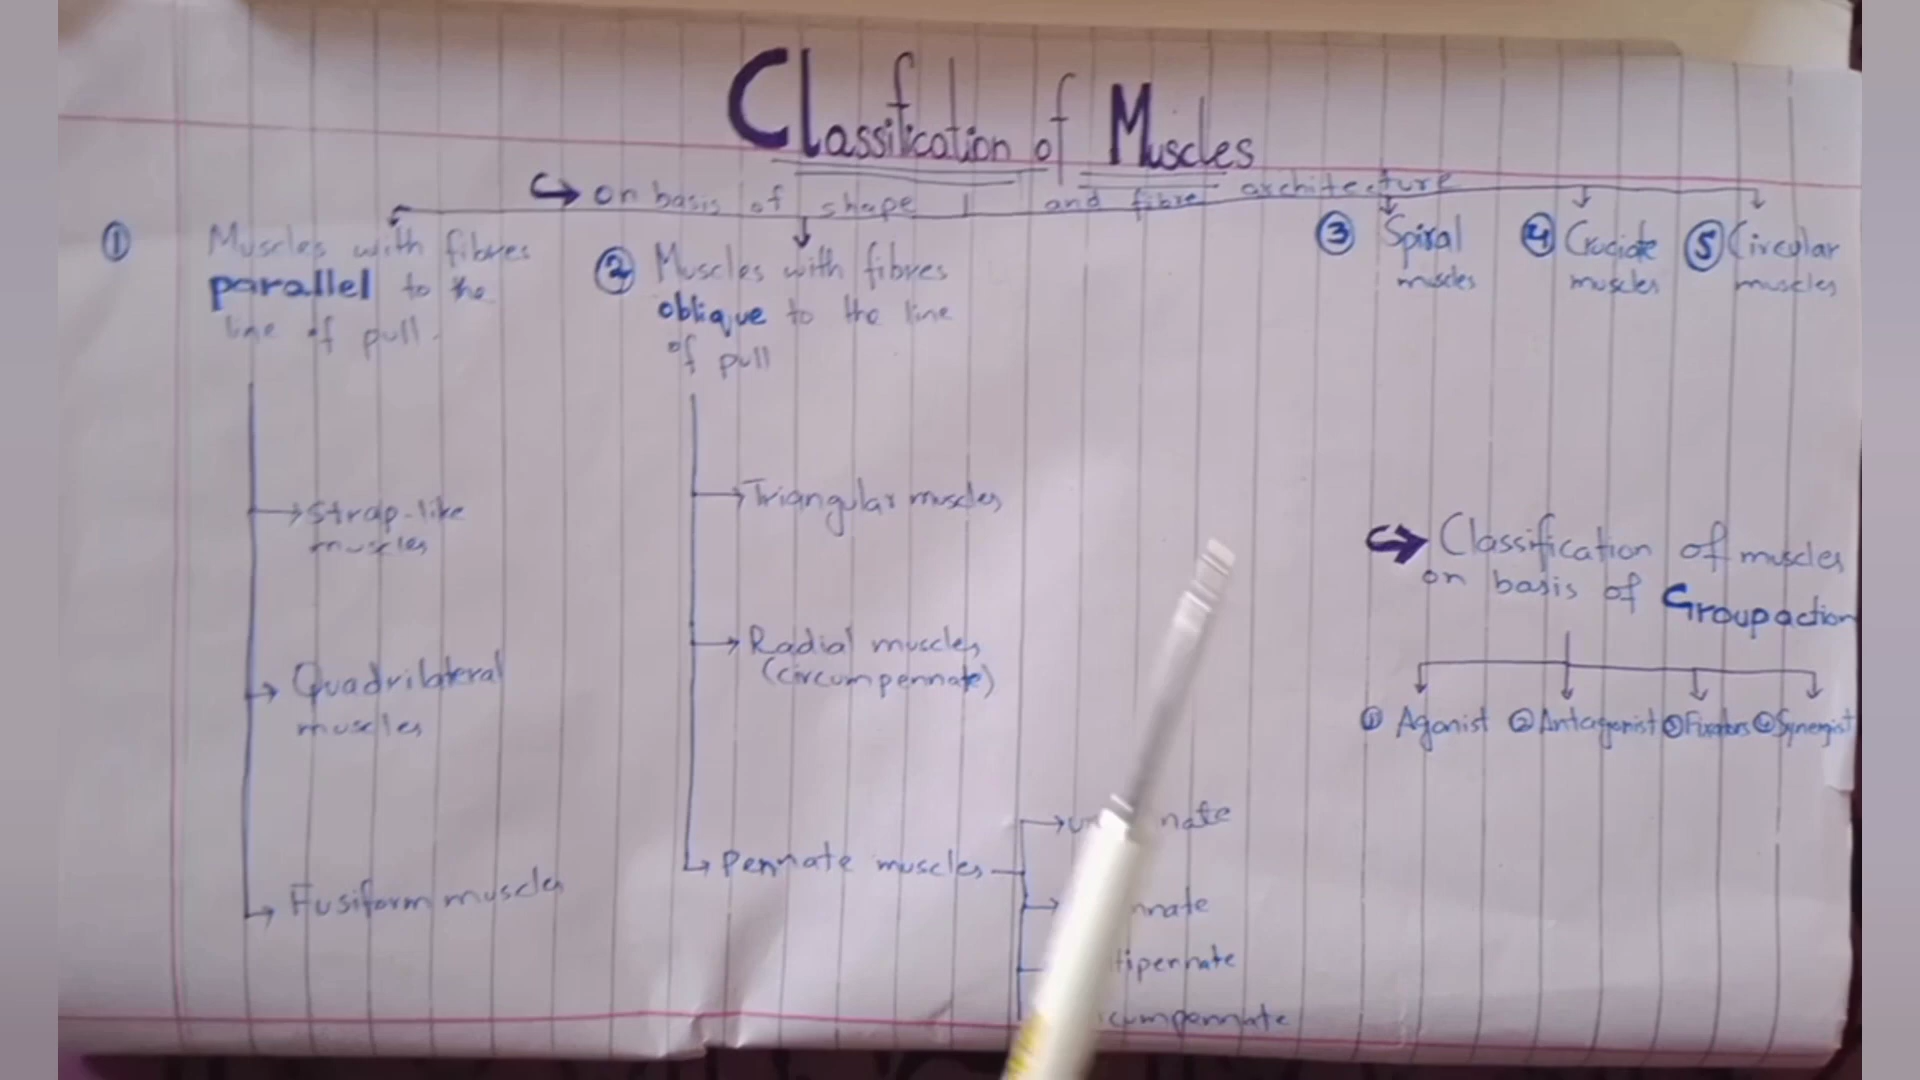 Classification of Muscles
on basis of shape and fibre architecture
① Muscles with fibres
parallel to the
line of pull.
Strap-like
muscles
Quadrilateral
muscles
Fusiform muscles
② Muscles with fibres
oblique to the line
of pull
Triangular muscles
Radial muscles
(circumpennate)
Pennate muscles
nate
nnate
tipennate
cumpennate
③ Spiral
muscles
④ Cruciate
muscles
⑤ Circular
muscles
Classification of muscles
on basis of Group action
① Agonist ② Antagonist ③ Fixators ④ Synergist